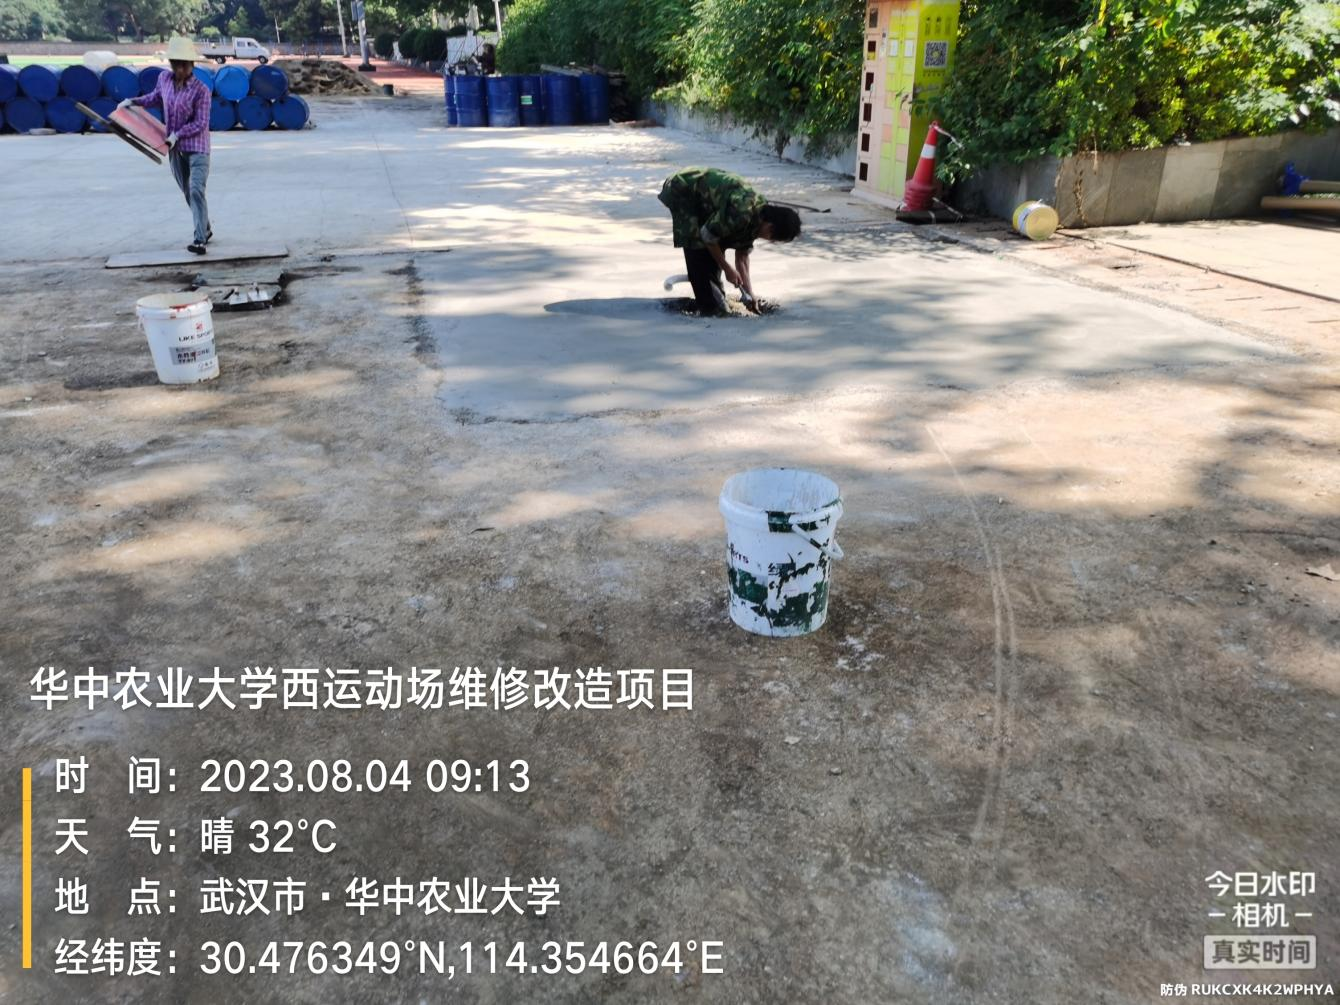 LIKE SPORTS
华中农业大学西运动场维修改造项目
时 间：2023.08.04 09:13
天 气：晴 32°C
地 点：武汉市·华中农业大学
经纬度：30.476349°N,114.354664°E
今日水印
-相机-
真实时间
防伪 RUKCXK4K2WPHYA